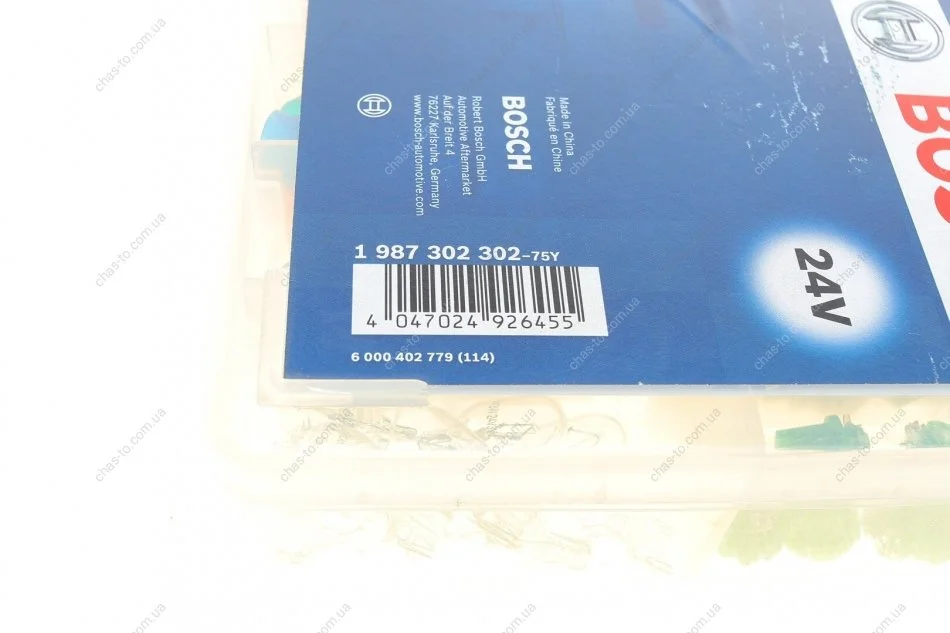 Made in China
Fabriqué en Chine
BOSCH
Robert Bosch GmbH
Automotive Aftermarket
Auf der Breit 4
76227 Karlsruhe, Germany
www.bosch-automotive.com
1 987 302 302-75Y
4 047024 926455
6 000 402 779 (114)
24V
BOS
chas-to.com.ua